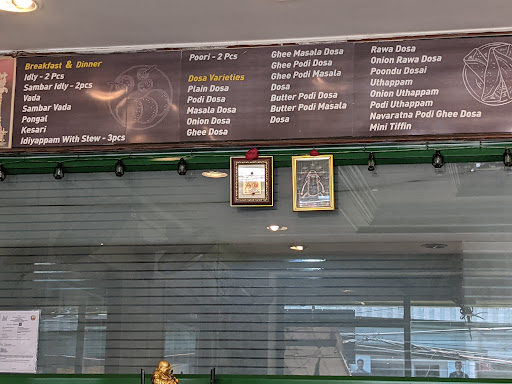 Breakfast & Dinner
Idly - 2 Pcs
Sambar Idly - 2pcs
Vada
Sambar Vada
Pongal
Kesari
Idiyappam With Stew - 3pcs
Poori - 2 Pcs
Dosa Varieties
Plain Dosa
Podi Dosa
Masala Dosa
Onion Dosa
Ghee Dosa
Ghee Masala Dosa
Ghee Podi Dosa
Ghee Podi Masala
Dosa
Butter Podi Dosa
Butter Podi Masala
Dosa
Rawa Dosa
Onion Rawa Dosa
Poondu Dosai
Uthappam
Onion Uthappam
Podi Uthappam
Navaratna Podi Ghee Dosa
Mini Tiffin